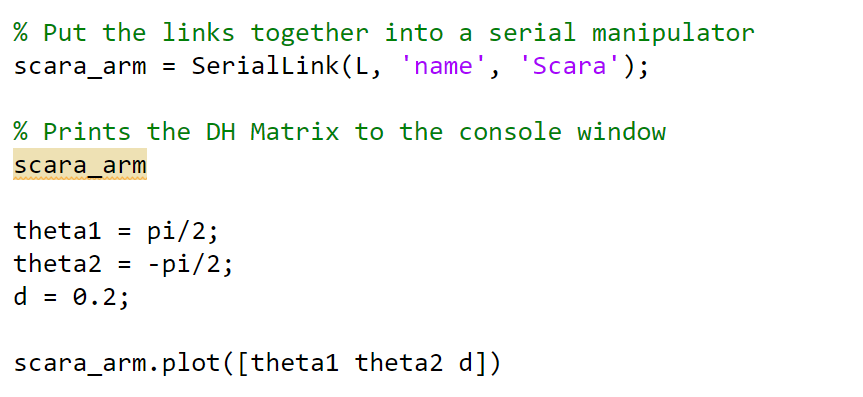 % Put the links together into a serial manipulator
scara_arm = SerialLink(L, 'name', 'Scara');
% Prints the DH Matrix to the console window
scara_arm
theta1 = pi/2;
theta2 = -pi/2;
d = 0.2;
scara_arm.plot([theta1 theta2 d])